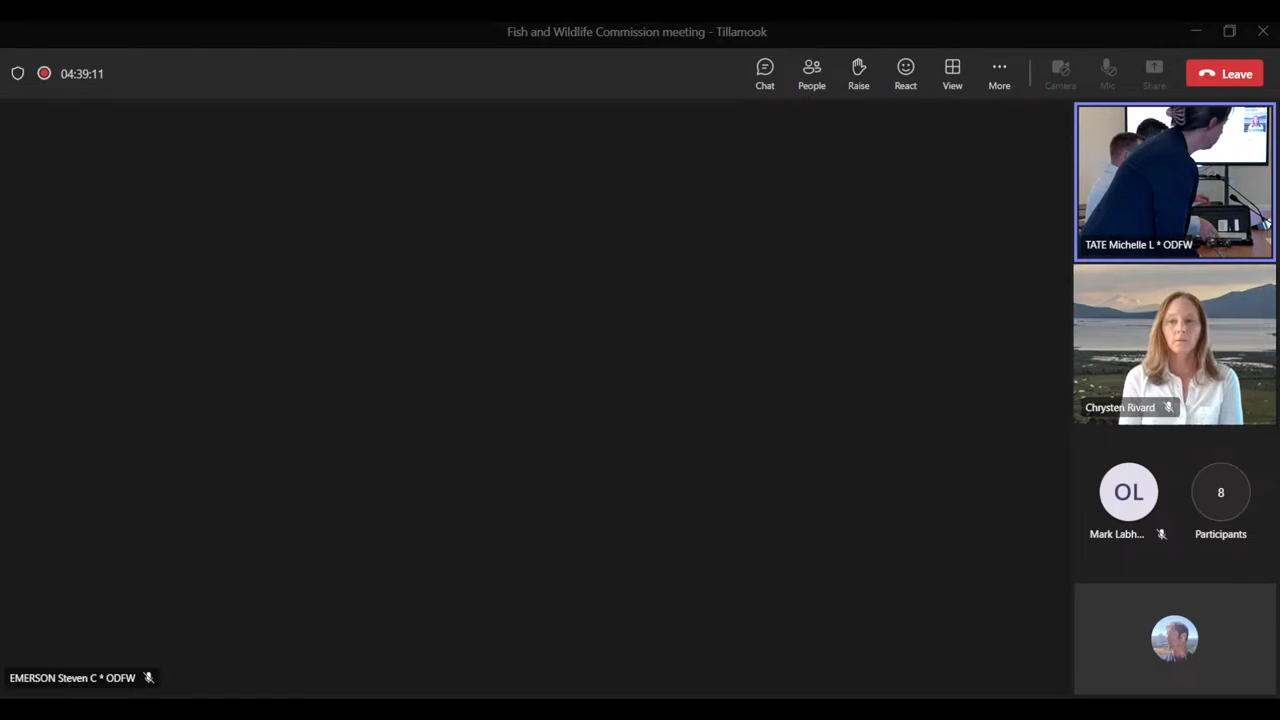 Fish and Wildlife Commission meeting - Tillamook
04:39:11
Chat
People
Raise
React
View
More
Camera
Mic
Share
Leave
TATE Michelle L * ODFW
Chrysten Rivard
OL
8
Mark Labh...
Participants
EMERSON Steven C * ODFW